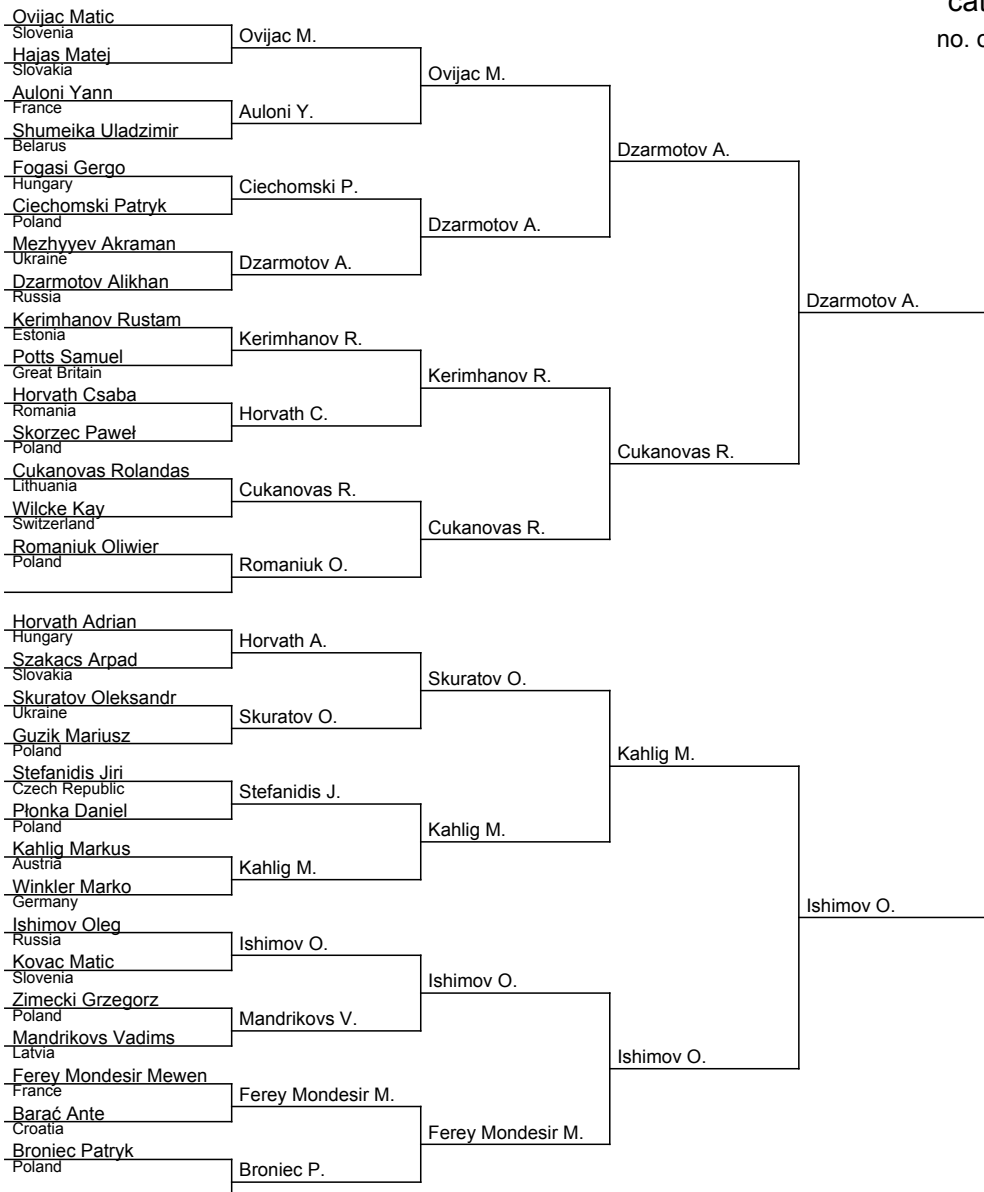 Ovijac Matic
Slovenia
Hajas Matej
Slovakia
Auloni Yann
France
Shumeika Uladzimir
Belarus
Fogasi Gergo
Hungary
Ciechomski Patryk
Poland
Mezhyyev Akraman
Ukraine
Dzarmotov Alikhan
Russia
Kerimhanov Rustam
Estonia
Potts Samuel
Great Britain
Horvath Csaba
Romania
Skorzec Paweł
Poland
Cukanovas Rolandas
Lithuania
Wilcke Kay
Switzerland
Romaniuk Oliwier
Poland
Horvath Adrian
Hungary
Szakacs Arpad
Slovakia
Skuratov Oleksandr
Ukraine
Guzik Mariusz
Poland
Stefanidis Jiri
Czech Republic
Płonka Daniel
Poland
Kahlig Markus
Austria
Winkler Marko
Germany
Ishimov Oleg
Russia
Kovac Matic
Slovenia
Zimecki Grzegorz
Poland
Mandrikovs Vadims
Latvia
Ferey Mondesir Mewen
France
Barać Ante
Croatia
Broniec Patryk
Poland
Ovijac M.
Auloni Y.
Ciechomski P.
Dzarmotov A.
Kerimhanov R.
Horvath C.
Cukanovas R.
Romaniuk O.
Horvath A.
Skuratov O.
Stefanidis J.
Kahlig M.
Ishimov O.
Mandrikovs V.
Ferey Mondesir M.
Broniec P.
Ovijac M.
Dzarmotov A.
Kerimhanov R.
Cukanovas R.
Skuratov O.
Kahlig M.
Ishimov O.
Ferey Mondesir M.
Dzarmotov A.
Cukanovas R.
Kahlig M.
Ishimov O.
Dzarmotov A.
Ishimov O.
no.